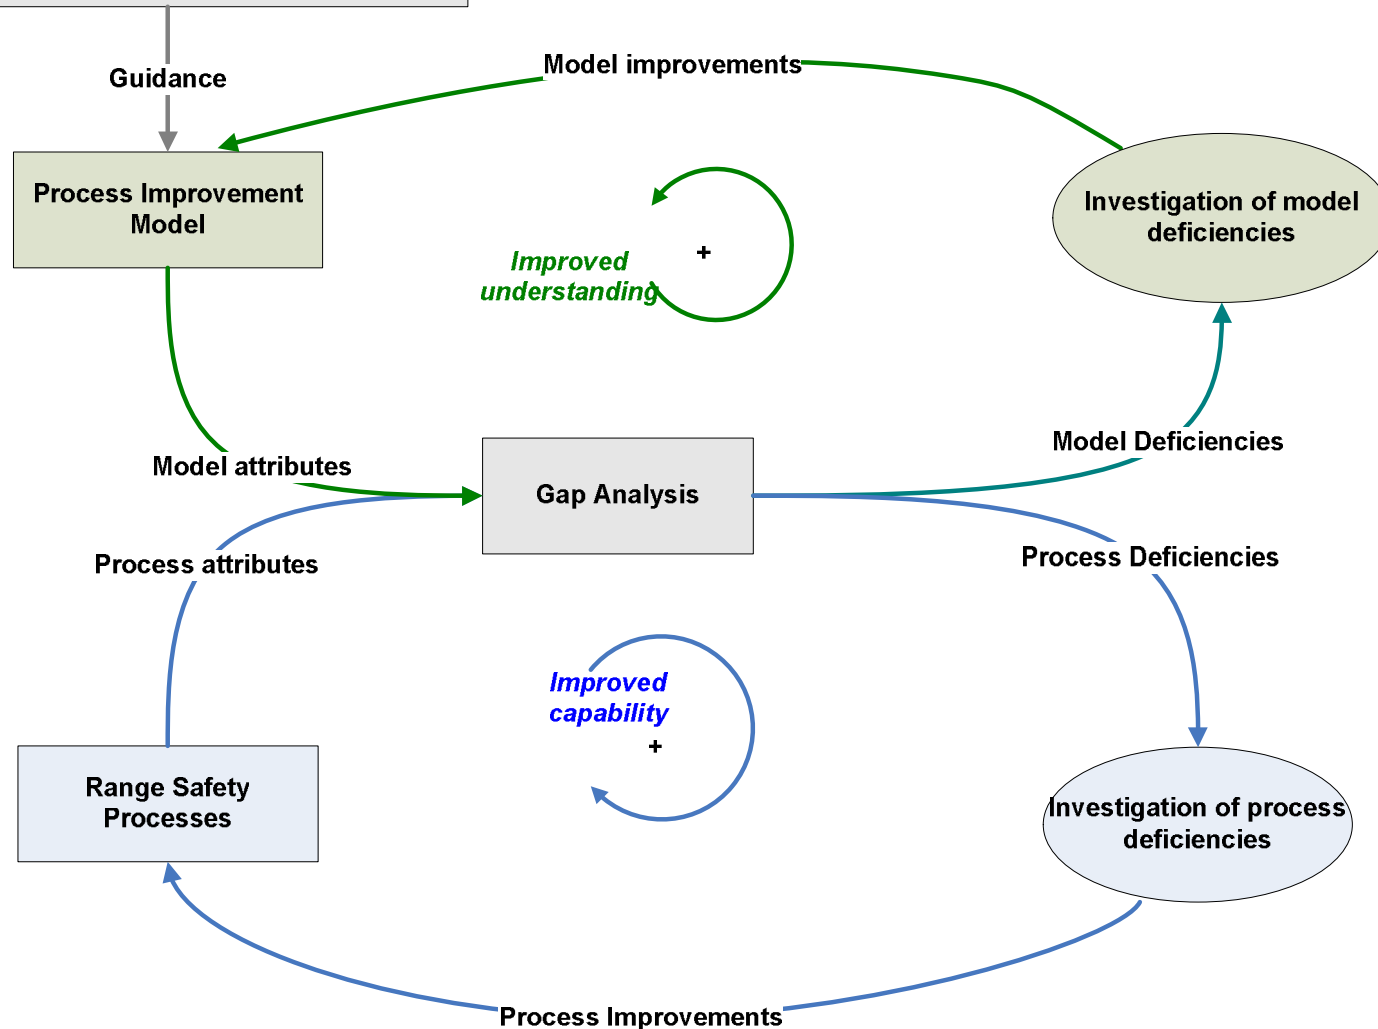 Guidance
Model improvements
Process Improvement
Model
Investigation of model
deficiencies
Improved
understanding
+
Model attributes
Model Deficiencies
Gap Analysis
Process attributes
Process Deficiencies
Improved
capability
+
Range Safety
Processes
Investigation of process
deficiencies
Process Improvements